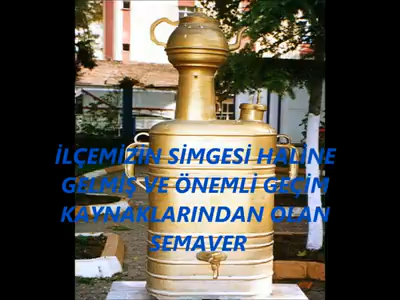 İLÇEMİZİN SİMGESİ HALİNE
GELMİŞ VE ÖNEMLİ GEÇİM
KAYNAKLARINDAN OLAN
SEMAVER